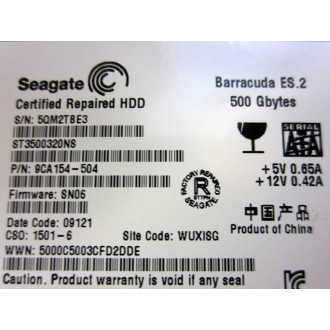 Seagate
Barracuda ES.2
Certified Repaired HDD
500 Gbytes
S/N: 5QM2TBE3
ST3500320NS
SERIAL
SATA
P/N: 9CA154-504
FACTORY REPAIRED
R
STTPM
SEAGATE
+5V 0.65A
+12V 0.42A
Firmware: SN06
中国产品
Product of China
Date Code: 09121
CSO: 1501-6
Site Code: WUXISG
WWN: 5000C5003CFD2DDE
Caution: Product warranty is void if any seal